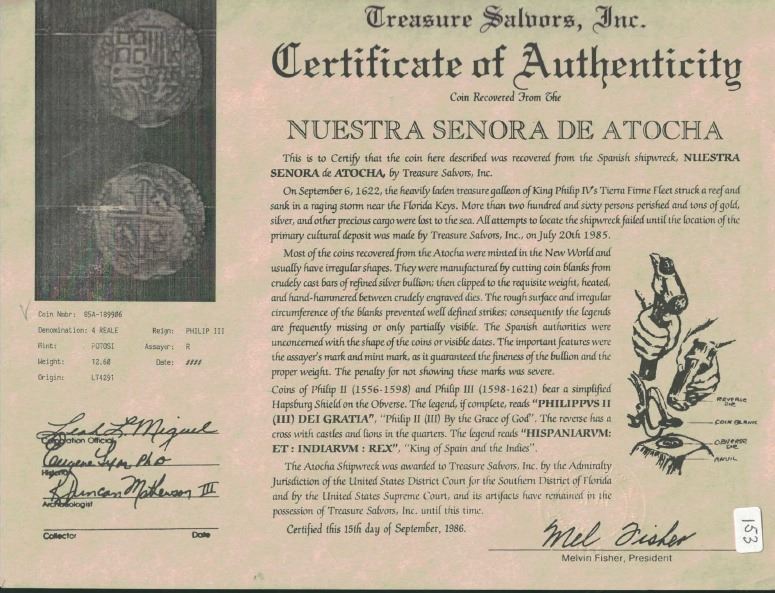 Treasure Salvors, Inc.
Certificate of Authenticity
Coin Recovered From The
NUESTRA SENORA DE ATOCHA
This is to Certify that the coin here described was recovered from the Spanish shipwreck, NUESTRA
SENORA de ATOCHA, by Treasure Salvors, Inc.
On September 6, 1622, the heavily laden treasure galleon of King Philip IV's Tierra Firme Fleet struck a reef and
sank in a raging storm near the Florida Keys. More than two hundred and sixty persons perished and tons of gold,
silver, and other precious cargo were lost to the sea. All attempts to locate the shipwreck failed until the location of the
primary cultural deposit was made by Treasure Salvors, Inc., on July 20th 1985.
Most of the coins recovered from the Atocha were minted in the New World and
usually have irregular shapes. They were manufactured by cutting coin blanks from
crudely cast bars of refined silver bullion; then clipped to the requisite weight, heated,
and hand-hammered between crudely engraved dies. The rough surface and irregular
circumference of the blanks prevented well defined strikes; consequently the legends
are frequently missing or only partially visible. The Spanish authorities were
unconcerned with the shape of the coins or visible dates. The important features were
the assayer's mark and mint mark, as it guaranteed the fineness of the bullion and the
proper weight. The penalty for not showing these marks was severe.
Coins of Philip II (1556-1598) and Philip III (1598-1621) bear a simplified
Hapsburg Shield on the Obverse. The legend, if complete, reads "PHILIPPVS II
(III) DEI GRATIA", "Philip II (III) By the Grace of God". The reverse has a
cross with castles and lions in the quarters. The legend reads "HISPANIARVM:
ET : INDIARVM : REX", "King of Spain and the Indies".
The Atocha Shipwreck was awarded to Treasure Salvors, Inc. by the Admiralty
Jurisdiction of the United States District Court for the Southern District of Florida
and by the United States Supreme Court, and its artifacts have remained in the
possession of Treasure Salvors, Inc. until this time.
Certified this 15th day of September, 1986.
Mel Fisher
Melvin Fisher, President
REVERSE DIE
COIN BLANK
OBVERSE DIE
ANVIL
153
Coin Nmbr: 85A-189906
Denomination: 4 REALE Reign: PHILIP III
Mint: POTOSI Assayer: R
Weight: 12.60 Date: ####
Origin: LT4291
Leah L Miguel
Corporation Official
Eugene Lyon PhD
Historian
R Duncan Mathewson III
Archaeologist
Collector Date